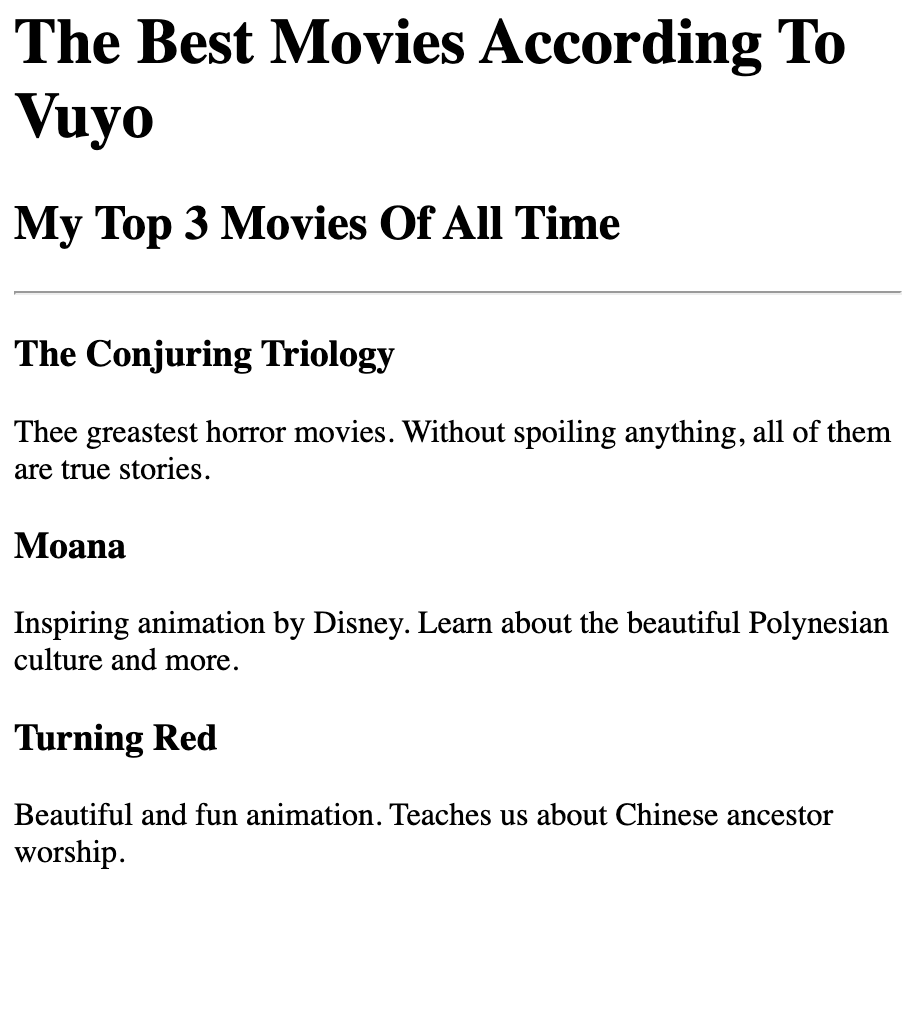 The Best Movies According To
Vuyo
My Top 3 Movies Of All Time
The Conjuring Triology
Thee greastest horror movies. Without spoiling anything, all of them
are true stories.
Moana
Inspiring animation by Disney. Learn about the beautiful Polynesian
culture and more.
Turning Red
Beautiful and fun animation. Teaches us about Chinese ancestor
worship.